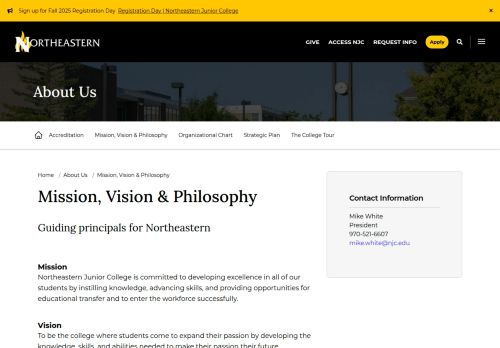 Sign up for Fall 2025 Registration Day Registration Day | Northeastern Junior College ×
NORTHEASTERN GIVE ACCESS NJC REQUEST INFO Apply
About Us
Accreditation Mission, Vision & Philosophy Organizational Chart Strategic Plan The College Tour
Home / About Us / Mission, Vision & Philosophy
Mission, Vision & Philosophy
Guiding principals for Northeastern
Mission
Northeastern Junior College is committed to developing excellence in all of our
students by instilling knowledge, advancing skills, and providing opportunities for
educational transfer and to enter the workforce successfully.
Vision
To be the college where students come to expand their passion by developing the
knowledge, skills, and abilities needed to make their passion their future.
Contact Information
Mike White
President
970-521-6607
mike.white@njc.edu